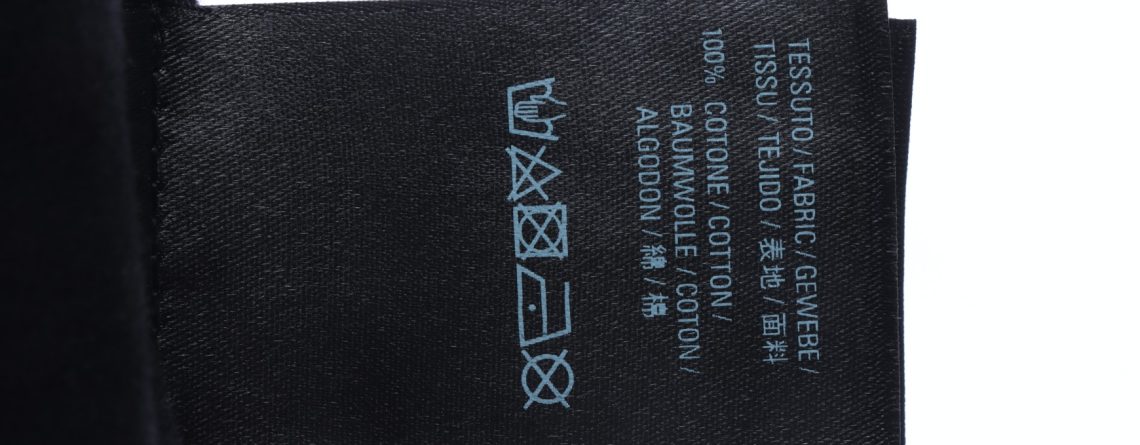 TESSUTO / FABRIC / GEWEBE /
TISSU / TEJIDO / 表地 / 面料
100% COTONE / COTTON /
BAUMWOLLE / COTON /
ALGODON / 綿 / 棉